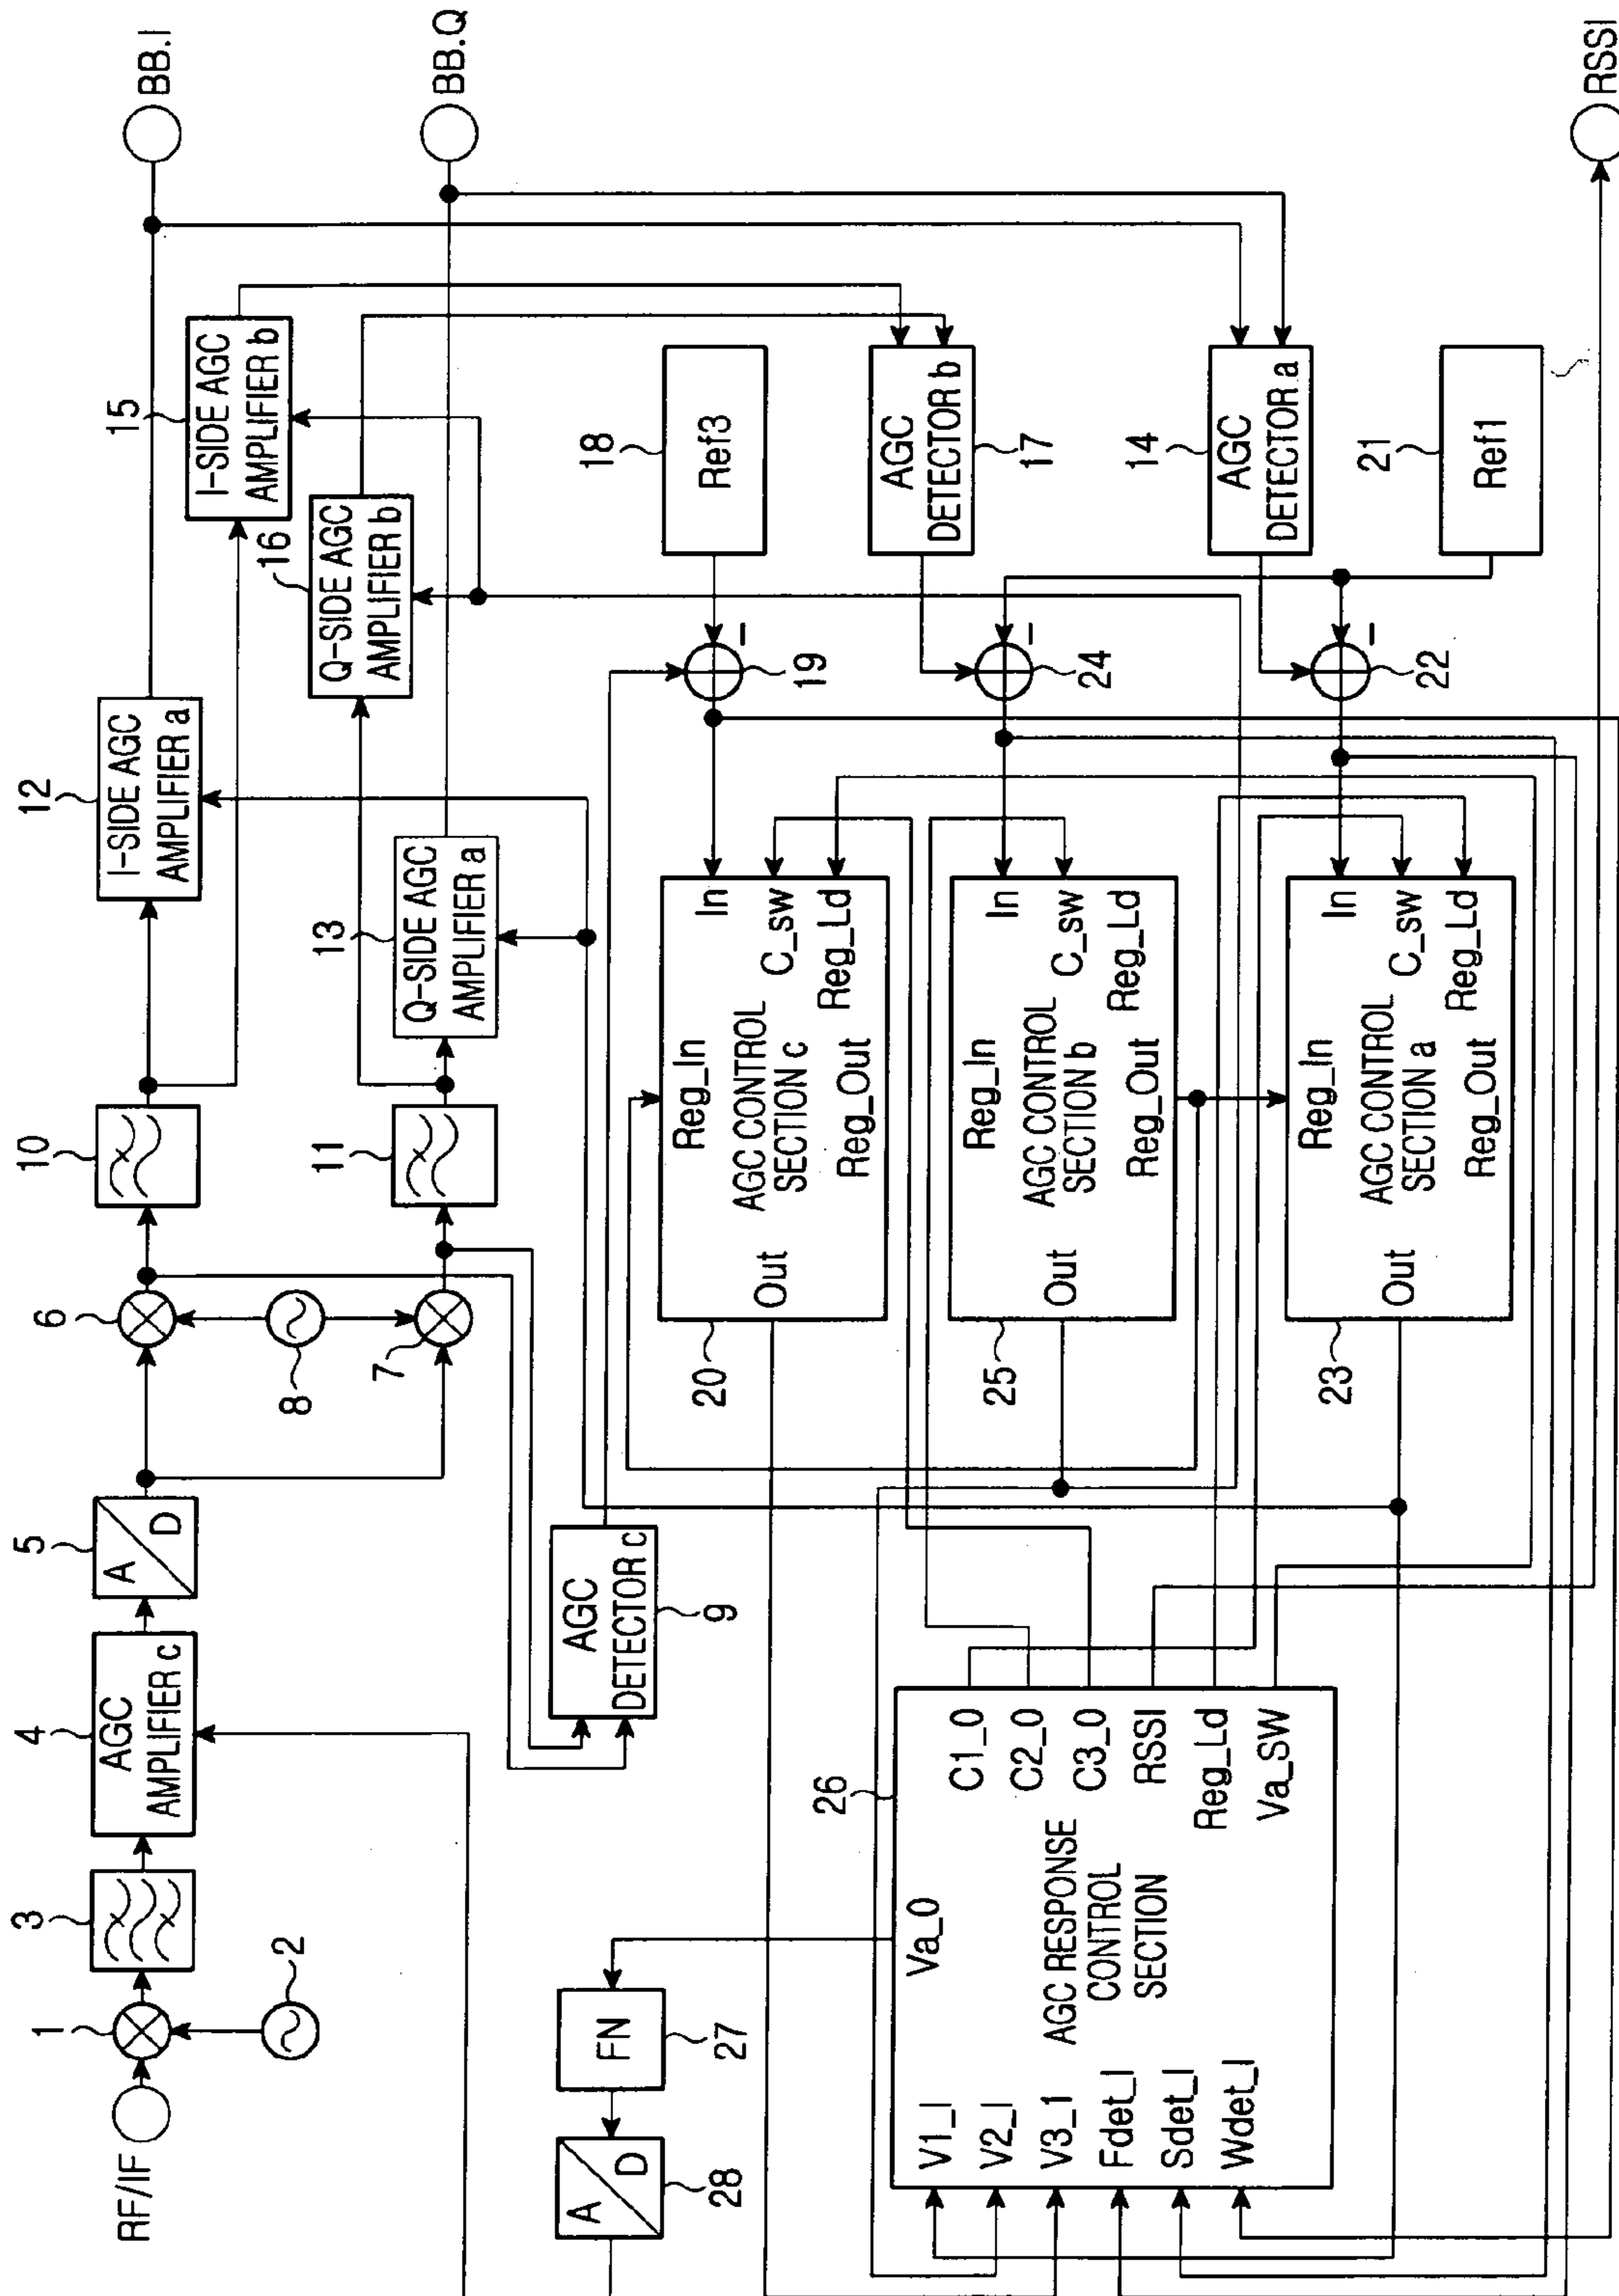 RF/IF
1
2
3
4
AGC
AMPLIFIER c
5
A
D
6
7
8
10
11
12
I-SIDE AGC
AMPLIFIER a
13
Q-SIDE AGC
AMPLIFIER a
15
I-SIDE AGC
AMPLIFIER b
16
Q-SIDE AGC
AMPLIFIER b
BB.I
BB.Q
AGC
DETECTOR c
9
18
Ref3
19
−
AGC
DETECTOR b
17
24
−
14
AGC
DETECTOR a
22
−
21
Ref1
RSSI
20
Reg_In
In
AGC CONTROL
SECTION c
C_sw
Reg_Ld
Out
Reg_Out
25
Reg_In
In
AGC CONTROL
SECTION b
C_sw
Reg_Ld
Out
Reg_Out
23
Reg_In
In
AGC CONTROL
SECTION a
C_sw
Reg_Ld
Out
Reg_Out
26
Va_0
AGC RESPONSE
CONTROL
SECTION
V1_I
V2_I
V3_1
Fdet_I
Sdet_I
Wdet_I
C1_0
C2_0
C3_0
RSSI
Reg_Ld
Va_SW
FN
27
A
D
28